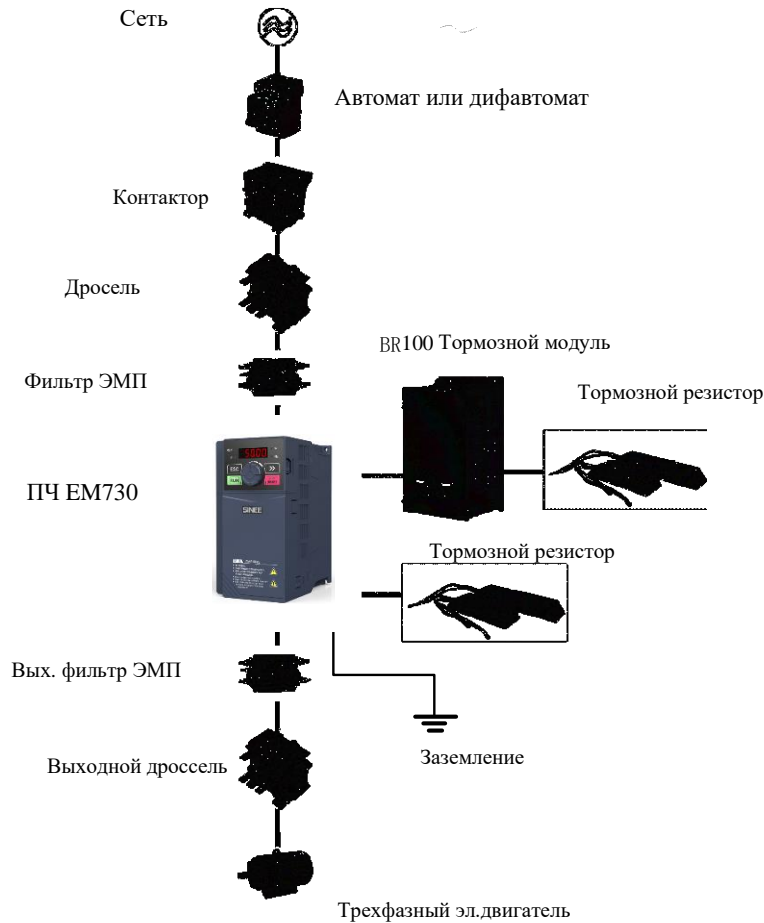 Сеть
Автомат или дифавтомат
Контактор
Дросель
BR100 Тормозной модуль
Фильтр ЭМП
Тормозной резистор
ПЧ EM730
SINEE
Тормозной резистор
Вых. фильтр ЭМП
Заземление
Выходной дроссель
Трехфазный эл.двигатель